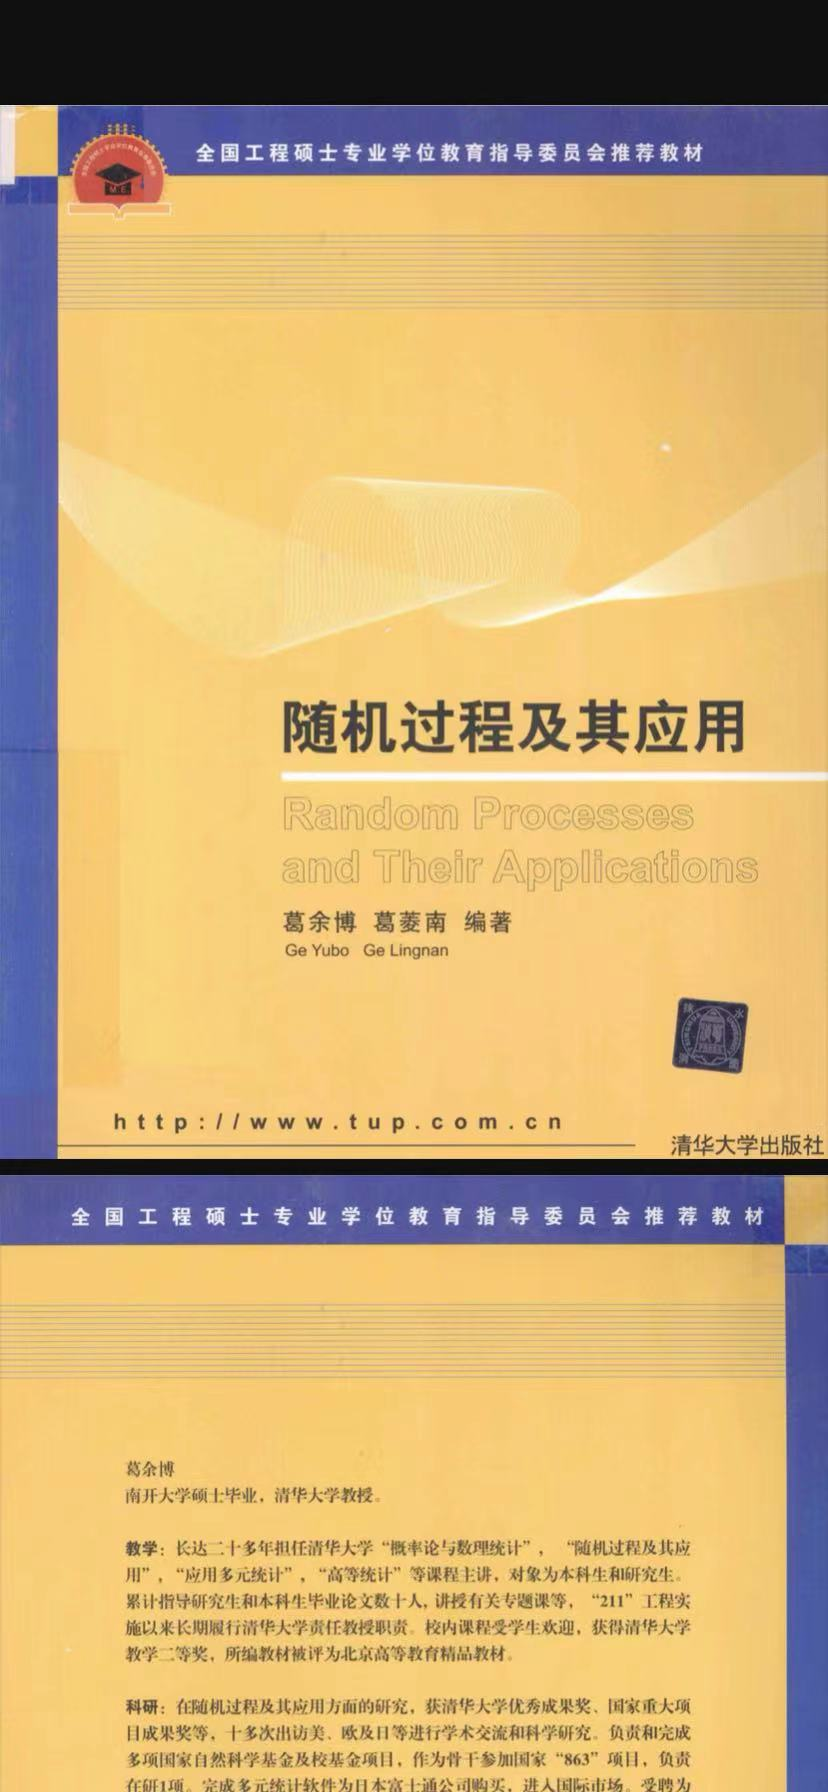 全国工程硕士专业学位教育指导委员会推荐教材
M.E.
随机过程及其应用
Random Processes
and Their Applications
葛余博 葛菱南 编著
Ge Yubo Ge Lingnan
http://www.tup.com.cn
清华大学出版社
全国工程硕士专业学位教育指导委员会推荐教材
葛余博
南开大学硕士毕业，清华大学教授。
教学：长达二十多年担任清华大学“概率论与数理统计”，“随机过程及其应
用”，“应用多元统计”，“高等统计”等课程主讲，对象为本科生和研究生。
累计指导研究生和本科生毕业论文数十人，讲授有关专题课等，“211”工程实
施以来长期履行清华大学责任教授职责。校内课程受学生欢迎，获得清华大学
教学二等奖，所编教材被评为北京高等教育精品教材。
科研：在随机过程及其应用方面的研究，获清华大学优秀成果奖、国家重大项
目成果奖等，十多次出访美、欧及日等进行学术交流和科学研究。负责和完成
多项国家自然科学基金及校基金项目，作为骨干参加国家“863”项目，负责
在研1项。完成多元统计软件为日本富士通公司购买，进入国际市场。受聘为